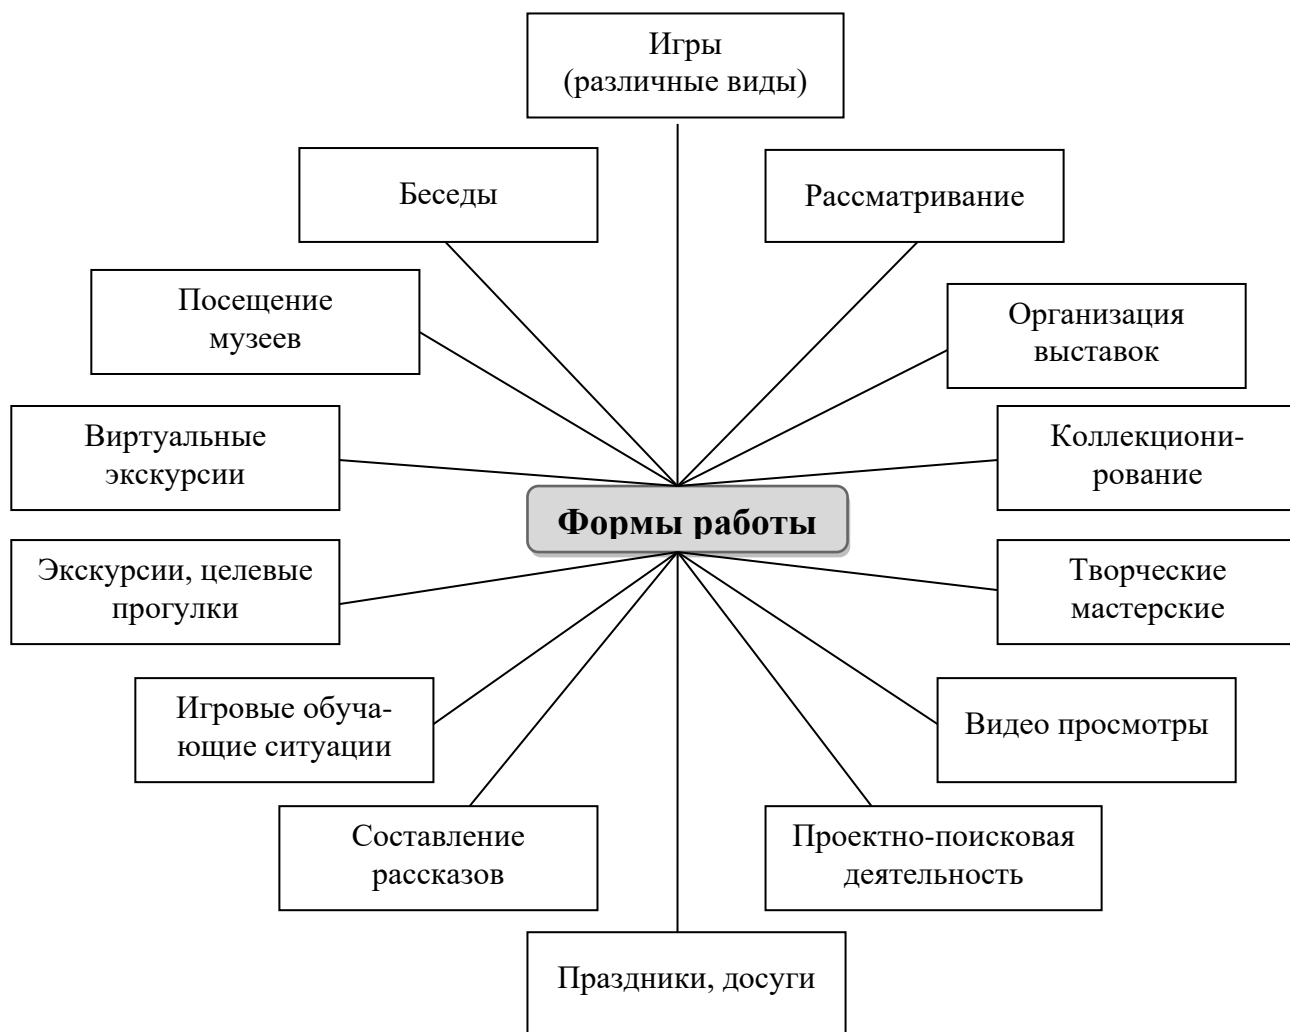 Игры
(различные виды)
Беседы
Рассматривание
Посещение
музеев
Организация
выставок
Виртуальные
экскурсии
Коллекциони-
рование
Формы работы
Экскурсии, целевые
прогулки
Творческие
мастерские
Игровые обуча-
ющие ситуации
Видео просмотры
Составление
рассказов
Проектно-поисковая
деятельность
Праздники, досуги